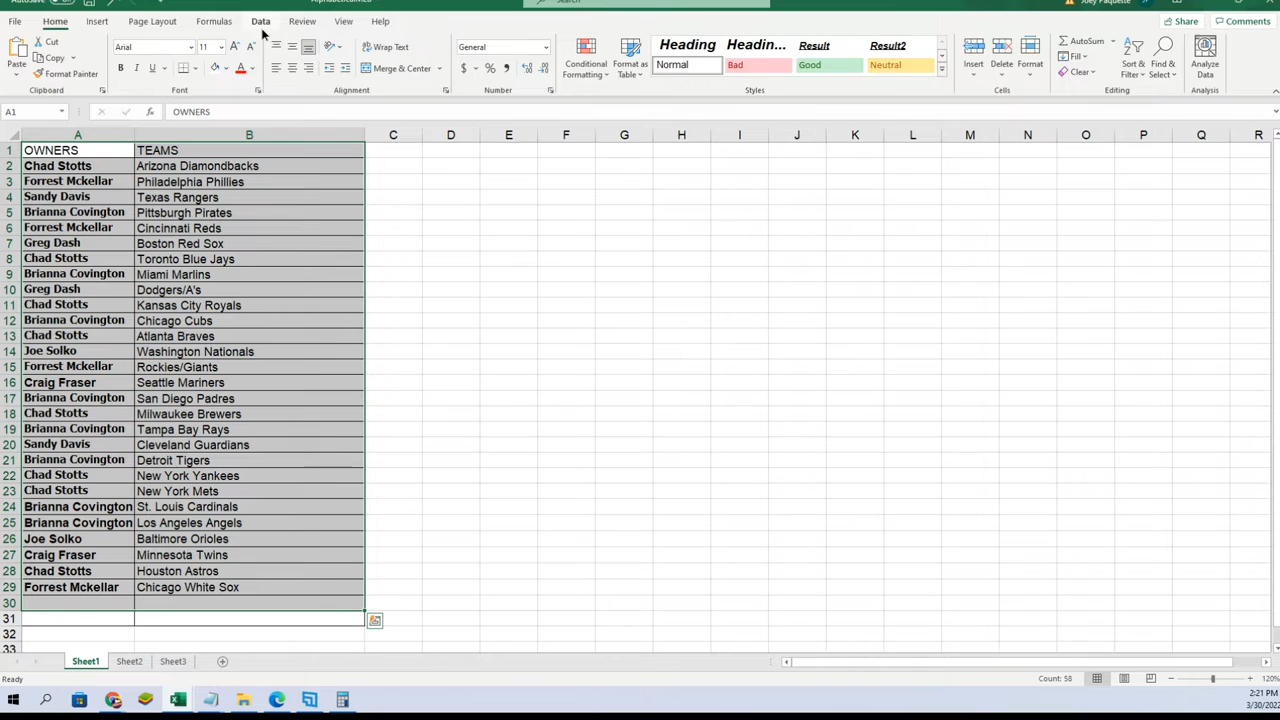 AutoSave Off AlphabeticalMLB Search Joey Paquette
File Home Insert Page Layout Formulas Data Review View Help Share Comments
Paste Cut Copy Format Painter Clipboard
Arial 11 B I U Font
Wrap Text Merge & Center Alignment
General $ % Number
Conditional Formatting Format as Table Heading Headin... Result Result2
Normal Bad Good Neutral Styles
Insert Delete Format Cells
AutoSum Fill Clear Sort & Filter Find & Select Editing
Analyze Data Analysis
A1 fx OWNERS
A B C D E F G H I J K L M N O P Q R
1 OWNERS TEAMS
2 Chad Stotts Arizona Diamondbacks
3 Forrest Mckellar Philadelphia Phillies
4 Sandy Davis Texas Rangers
5 Brianna Covington Pittsburgh Pirates
6 Forrest Mckellar Cincinnati Reds
7 Greg Dash Boston Red Sox
8 Chad Stotts Toronto Blue Jays
9 Brianna Covington Miami Marlins
10 Greg Dash Dodgers/A's
11 Chad Stotts Kansas City Royals
12 Brianna Covington Chicago Cubs
13 Chad Stotts Atlanta Braves
14 Joe Solko Washington Nationals
15 Forrest Mckellar Rockies/Giants
16 Craig Fraser Seattle Mariners
17 Brianna Covington San Diego Padres
18 Chad Stotts Milwaukee Brewers
19 Brianna Covington Tampa Bay Rays
20 Sandy Davis Cleveland Guardians
21 Brianna Covington Detroit Tigers
22 Chad Stotts New York Yankees
23 Chad Stotts New York Mets
24 Brianna Covington St. Louis Cardinals
25 Brianna Covington Los Angeles Angels
26 Joe Solko Baltimore Orioles
27 Craig Fraser Minnesota Twins
28 Chad Stotts Houston Astros
29 Forrest Mckellar Chicago White Sox
30
31
32
33
Sheet1 Sheet2 Sheet3
Ready Count: 58 120%
2:21 PM
3/30/202